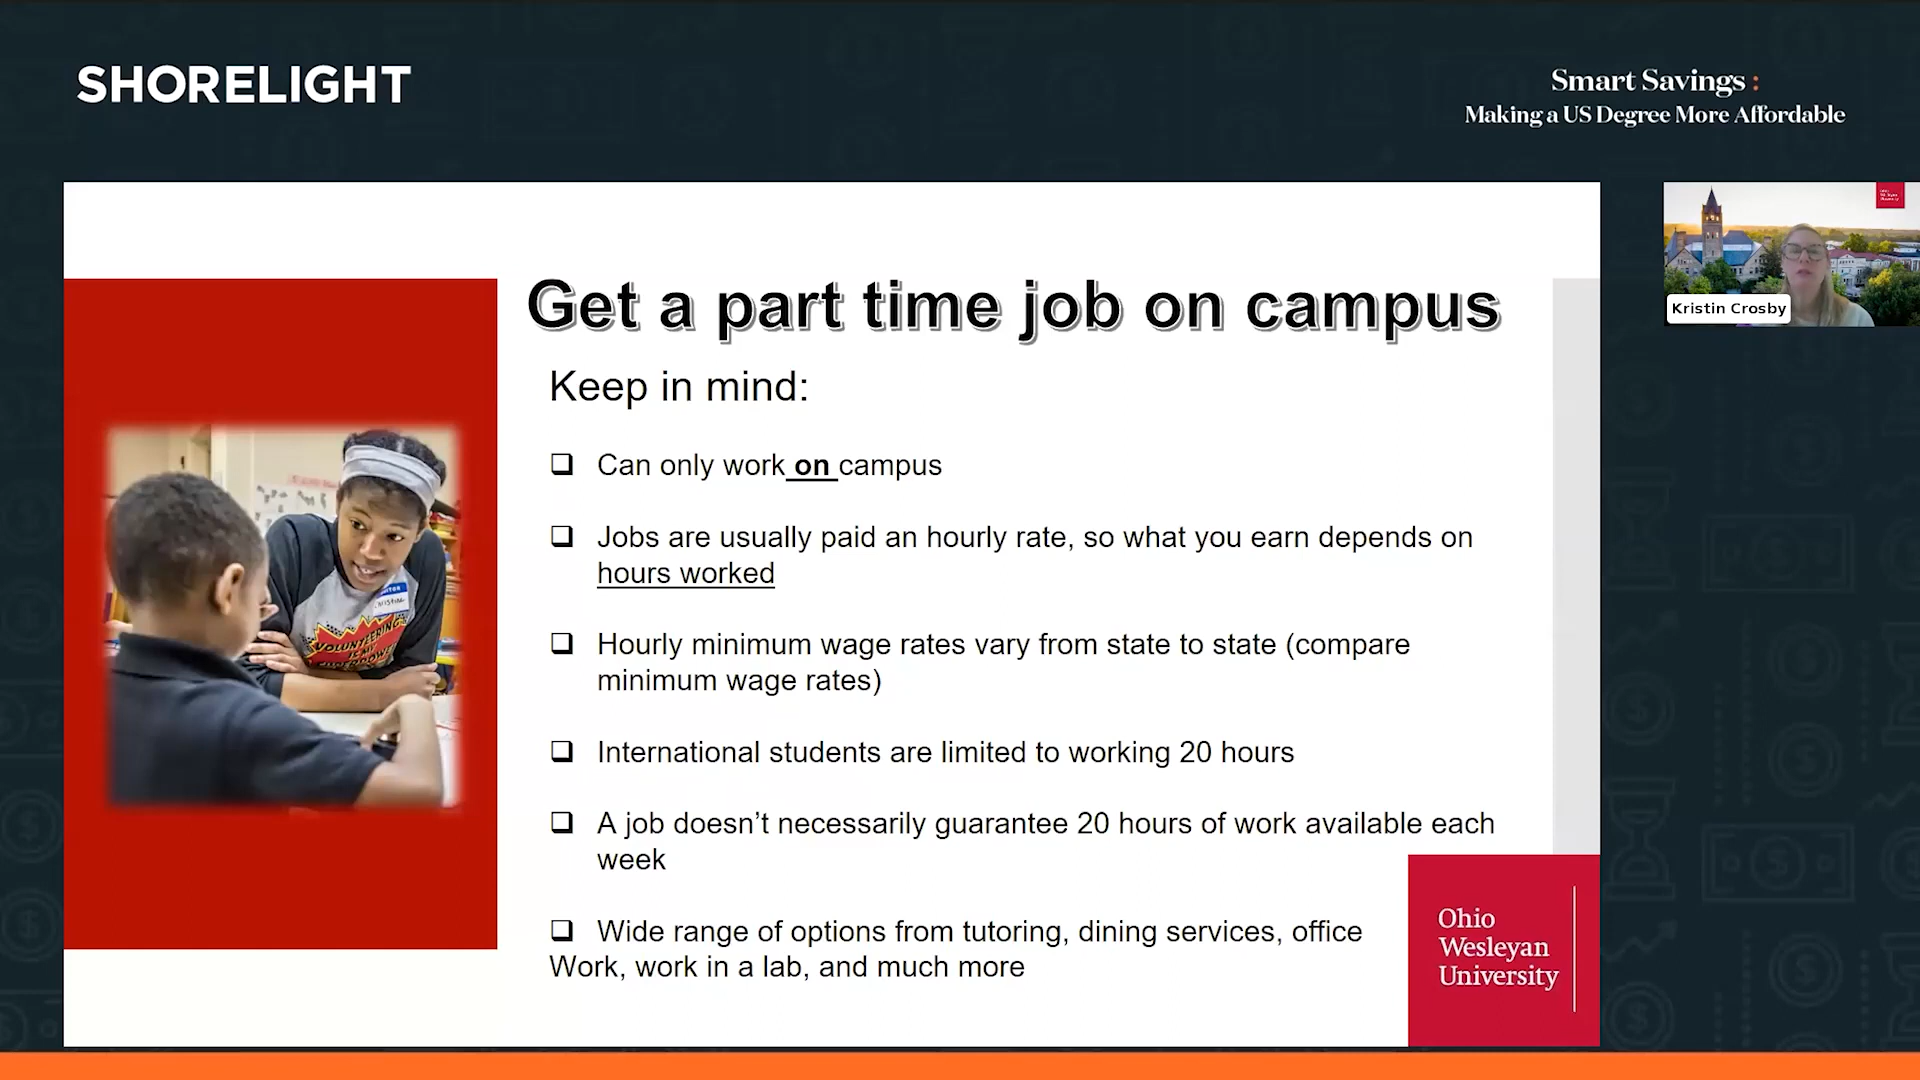 SHORELIGHT
Smart Savings :
Making a US Degree More Affordable
Get a part time job on campus
Keep in mind:
❑ Can only work on campus
❑ Jobs are usually paid an hourly rate, so what you earn depends on
hours worked
❑ Hourly minimum wage rates vary from state to state (compare
minimum wage rates)
❑ International students are limited to working 20 hours
❑ A job doesn’t necessarily guarantee 20 hours of work available each
week
❑ Wide range of options from tutoring, dining services, office
Work, work in a lab, and much more
Kristin Crosby
VOLUNTEERING
IS MY
SUPERPOWER
Ohio
Wesleyan
University